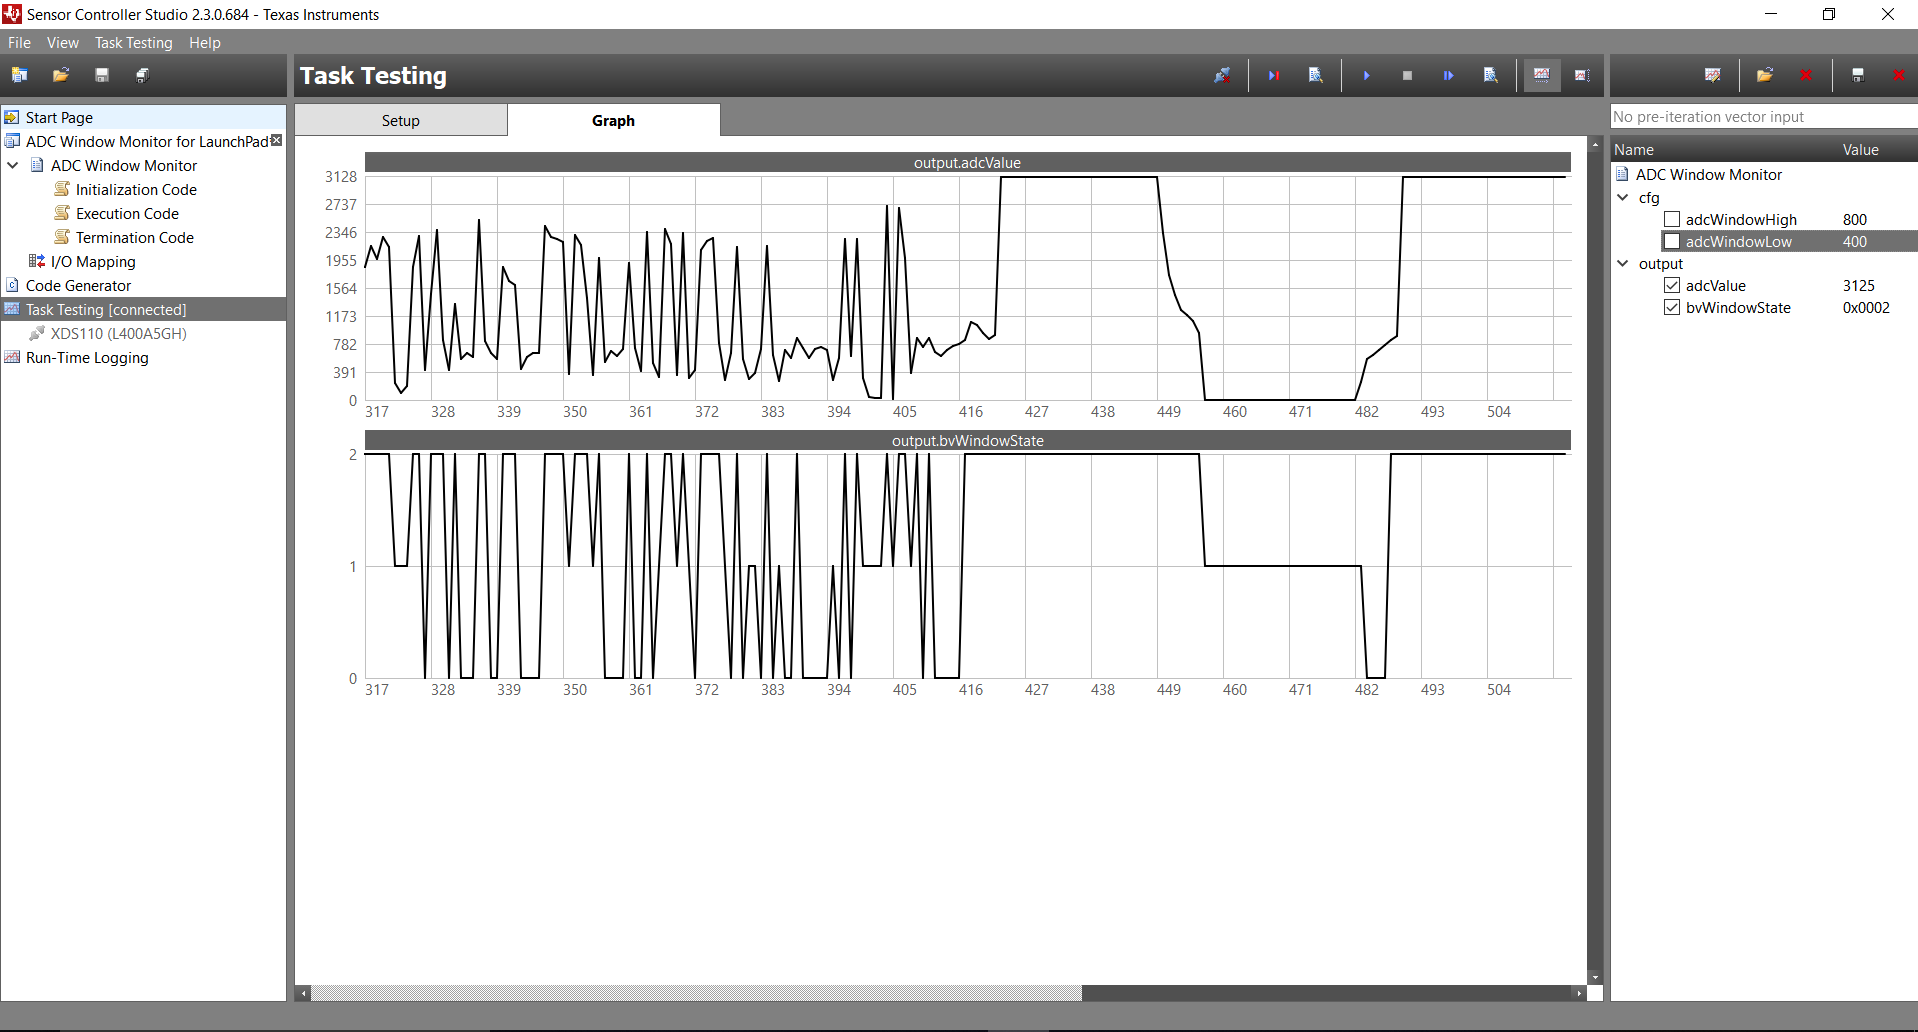 Sensor Controller Studio 2.3.0.684 - Texas Instruments
File View Task Testing Help
Task Testing
Start Page
ADC Window Monitor for LaunchPad
ADC Window Monitor
Initialization Code
Execution Code
Termination Code
I/O Mapping
Code Generator
Task Testing [connected]
XDS110 (L400A5GH)
Run-Time Logging
Setup Graph
output.adcValue
3128
2737
2346
1955
1564
1173
782
391
0
317 328 339 350 361 372 383 394 405 416 427 438 449 460 471 482 493 504
output.bvWindowState
2
1
0
317 328 339 350 361 372 383 394 405 416 427 438 449 460 471 482 493 504
No pre-iteration vector input
Name Value
ADC Window Monitor
cfg
adcWindowHigh 800
adcWindowLow 400
output
adcValue 3125
bvWindowState 0x0002